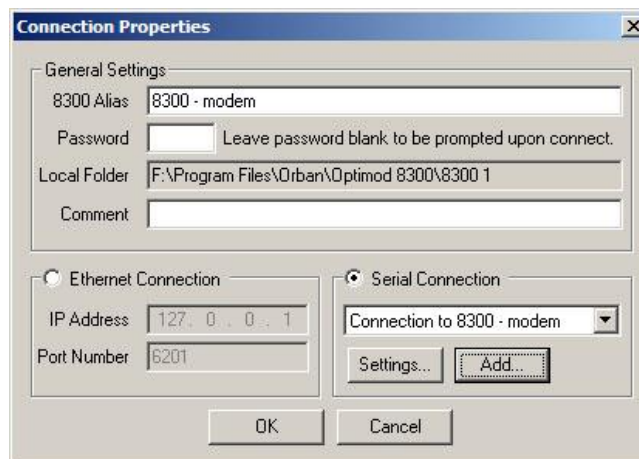 Connection Properties
General Settings
8300 Alias 8300 - modem
Password Leave password blank to be prompted upon connect.
Local Folder F:\Program Files\Orban\Optimod 8300\8300 1
Comment
Ethernet Connection
IP Address 127. 0 . 0 . 1
Port Number 6201
Serial Connection
Connection to 8300 - modem
Settings... Add...
OK Cancel